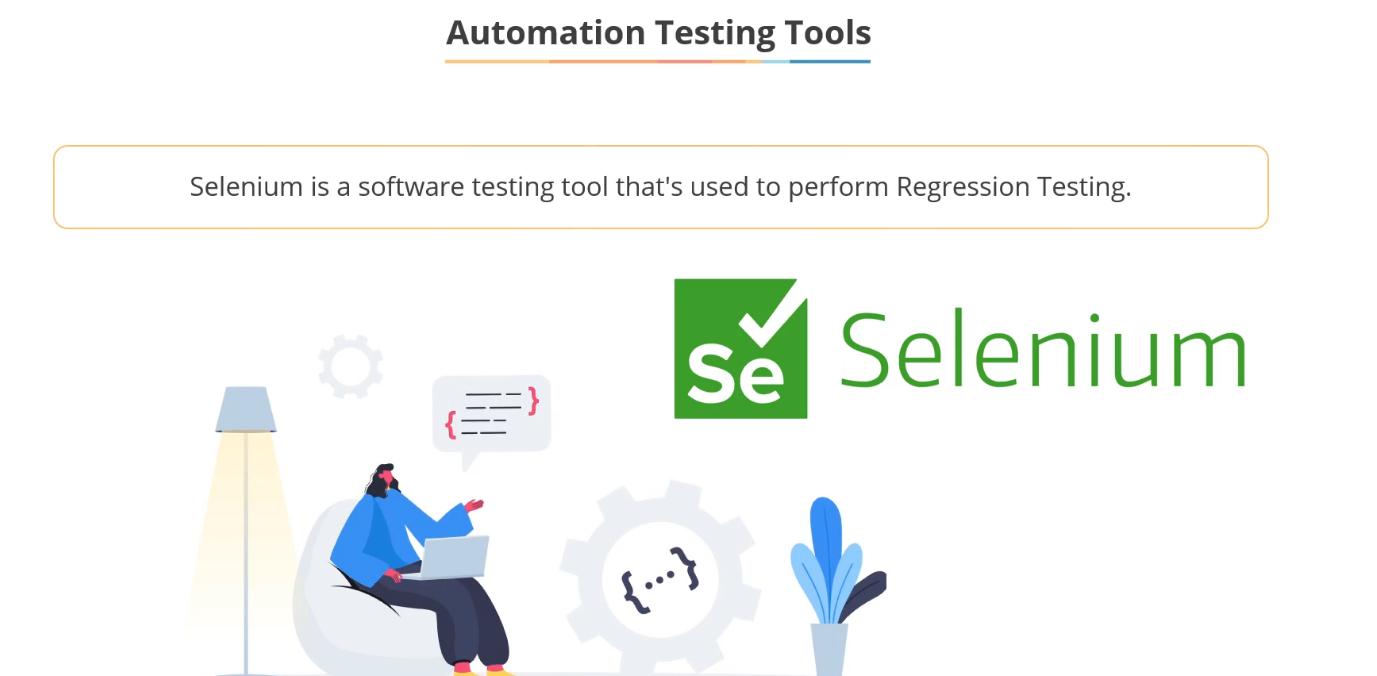 Automation Testing Tools
Selenium is a software testing tool that's used to perform Regression Testing.
Se Selenium
{ }
{...}